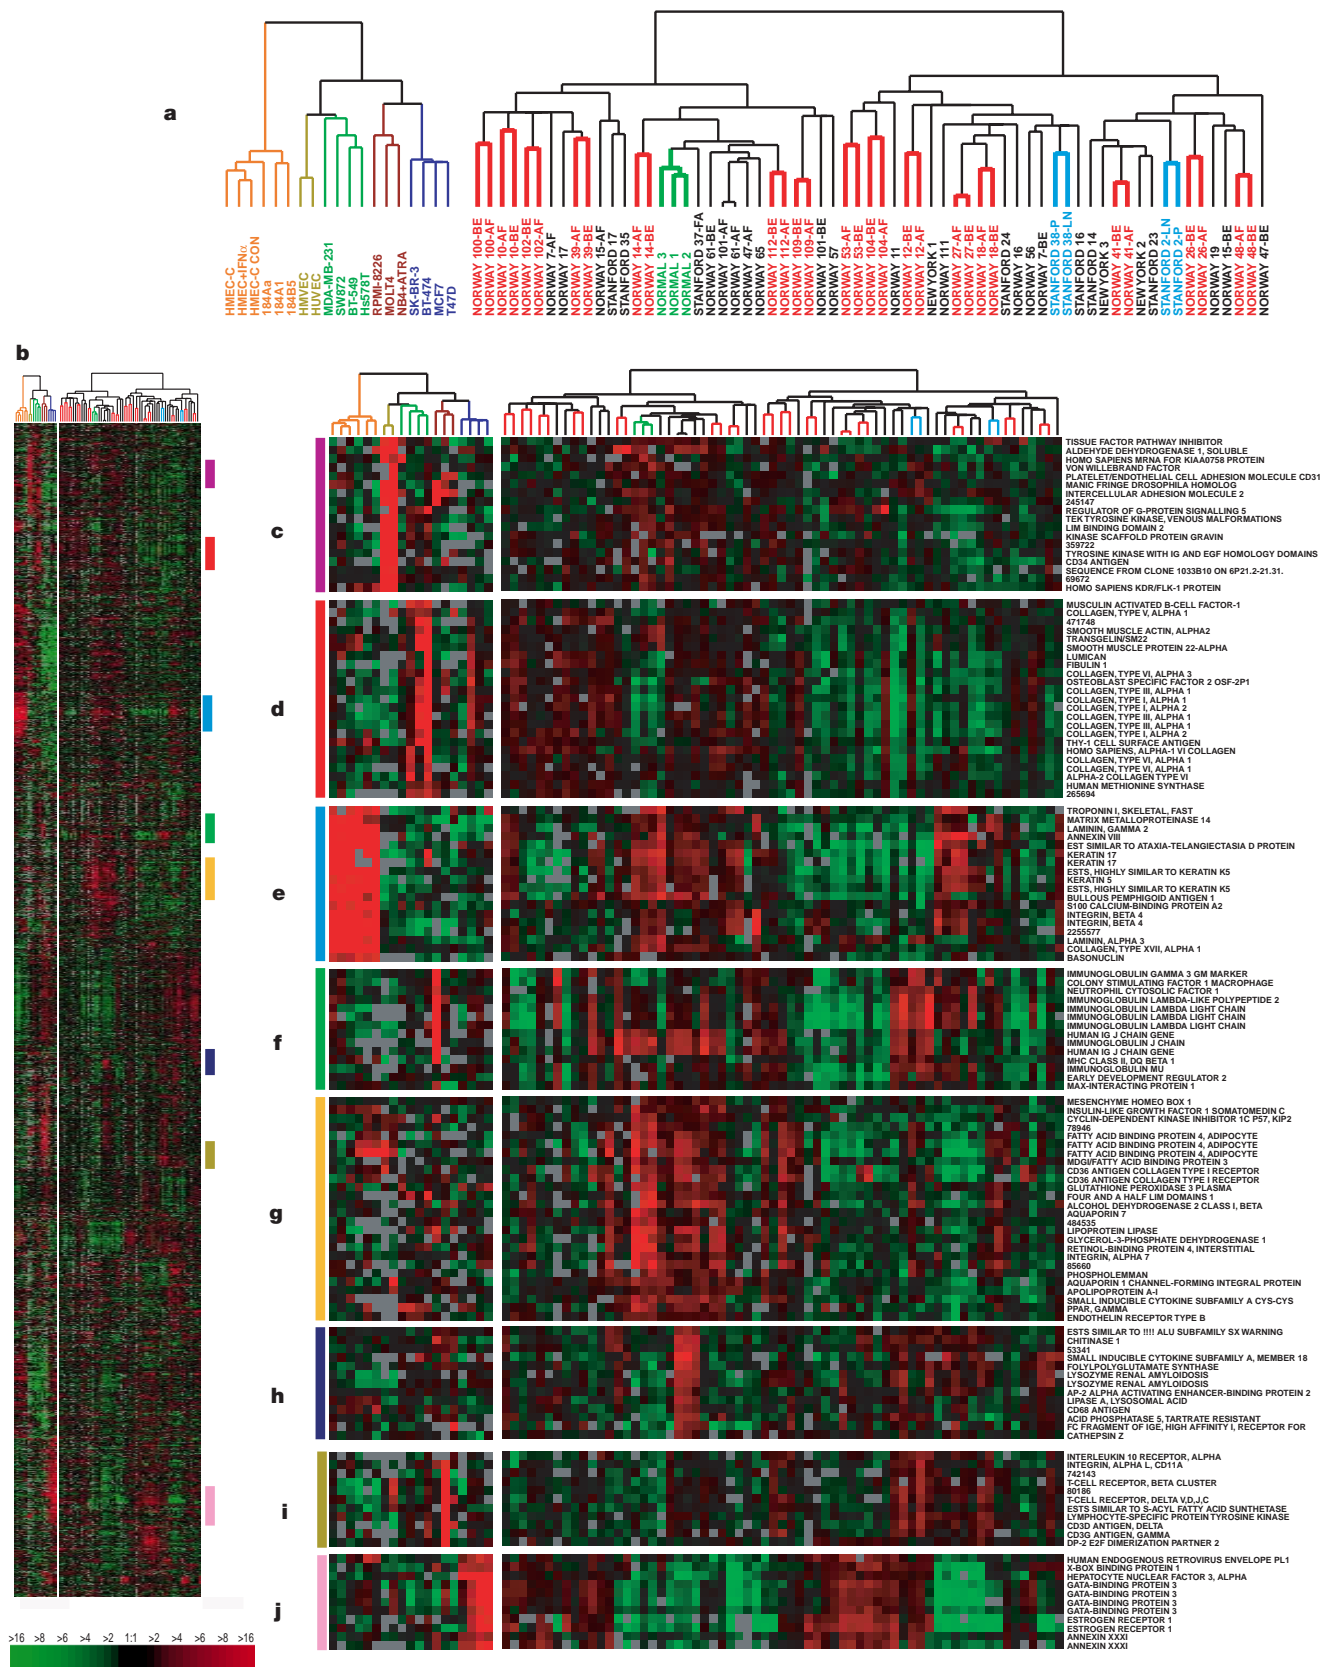 a
HMEC-C
HMEC+IFNα
HMEC-C CON
184Aa
184A1
184B5
HMVEC
HUVEC
MDA-MB-231
SW872
BT-549
Hs578T
RPMI-8226
MOLT4
NB4+ATRA
SK-BR-3
BT-474
MCF7
T47D
NORWAY 100-BE
NORWAY 100-AF
NORWAY 10-AF
NORWAY 10-BE
NORWAY 102-BE
NORWAY 102-AF
NORWAY 7-AF
NORWAY 17
NORWAY 39-AF
NORWAY 39-BE
NORWAY 15-AF
STANFORD 17
STANFORD 35
NORWAY 14-AF
NORWAY 14-BE
NORMAL 3
NORMAL 1
NORMAL 2
STANFORD 37-FA
NORWAY 61-BE
NORWAY 101-AF
NORWAY 61-AF
NORWAY 47-AF
NORWAY 65
NORWAY 112-BE
NORWAY 112-AF
NORWAY 109-BE
NORWAY 109-AF
NORWAY 101-BE
NORWAY 57
NORWAY 53-AF
NORWAY 53-BE
NORWAY 104-BE
NORWAY 104-AF
NORWAY 11
NORWAY 12-BE
NORWAY 12-AF
NEW YORK 1
NORWAY 111
NORWAY 27-AF
NORWAY 27-BE
NORWAY 18-AF
NORWAY 18-BE
STANFORD 24
NORWAY 16
NORWAY 56
NORWAY 7-BE
STANFORD 38-P
STANFORD 38-LN
STANFORD 16
STANFORD 14
NEW YORK 3
NORWAY 41-BE
NORWAY 41-AF
NEW YORK 2
STANFORD 23
STANFORD 2-LN
STANFORD 2-P
NORWAY 26-BE
NORWAY 26-AF
NORWAY 19
NORWAY 15-BE
NORWAY 48-AF
NORWAY 48-BE
NORWAY 47-BE
b
c
TISSUE FACTOR PATHWAY INHIBITOR
ALDEHYDE DEHYDROGENASE 1, SOLUBLE
HOMO SAPIENS MRNA FOR KIAA0758 PROTEIN
VON WILLEBRAND FACTOR
PLATELET/ENDOTHELIAL CELL ADHESION MOLECULE CD31
MANIC FRINGE DROSOPHILA HOMOLOG
INTERCELLULAR ADHESION MOLECULE 2
245147
REGULATOR OF G-PROTEIN SIGNALLING 5
TEK TYROSINE KINASE, VENOUS MALFORMATIONS
LIM BINDING DOMAIN 2
KINASE SCAFFOLD PROTEIN GRAVIN
359722
TYROSINE KINASE WITH IG AND EGF HOMOLOGY DOMAINS
CD34 ANTIGEN
SEQUENCE FROM CLONE 1033B10 ON 6P21.2-21.31.
69672
HOMO SAPIENS KDR/FLK-1 PROTEIN
d
MUSCULIN ACTIVATED B-CELL FACTOR-1
COLLAGEN, TYPE V, ALPHA 1
471748
SMOOTH MUSCLE ACTIN, ALPHA2
TRANSGELIN/SM22
SMOOTH MUSCLE PROTEIN 22-ALPHA
LUMICAN
FIBULIN 1
COLLAGEN, TYPE VI, ALPHA 3
OSTEOBLAST SPECIFIC FACTOR 2 OSF-2P1
COLLAGEN, TYPE III, ALPHA 1
COLLAGEN, TYPE I, ALPHA 1
COLLAGEN, TYPE I, ALPHA 2
COLLAGEN, TYPE III, ALPHA 1
COLLAGEN, TYPE III, ALPHA 1
COLLAGEN, TYPE I, ALPHA 2
THY-1 CELL SURFACE ANTIGEN
HOMO SAPIENS, ALPHA-1 VI COLLAGEN
COLLAGEN, TYPE VI, ALPHA 1
COLLAGEN, TYPE VI, ALPHA 1
ALPHA-2 COLLAGEN TYPE VI
HUMAN METHIONINE SYNTHASE
265694
e
TROPONIN I, SKELETAL, FAST
MATRIX METALLOPROTEINASE 14
LAMININ, GAMMA 2
ANNEXIN VIII
EST SIMILAR TO ATAXIA-TELANGIECTASIA D PROTEIN
KERATIN 17
KERATIN 17
ESTS, HIGHLY SIMILAR TO KERATIN K5
KERATIN 5
ESTS, HIGHLY SIMILAR TO KERATIN K5
BULLOUS PEMPHIGOID ANTIGEN 1
S100 CALCIUM-BINDING PROTEIN A2
INTEGRIN, BETA 4
INTEGRIN, BETA 4
2255577
LAMININ, ALPHA 3
COLLAGEN, TYPE XVII, ALPHA 1
BASONUCLIN
f
IMMUNOGLOBULIN GAMMA 3 GM MARKER
COLONY STIMULATING FACTOR 1 MACROPHAGE
NEUTROPHIL CYTOSOLIC FACTOR 1
IMMUNOGLOBULIN LAMBDA-LIKE POLYPEPTIDE 2
IMMUNOGLOBULIN LAMBDA LIGHT CHAIN
IMMUNOGLOBULIN LAMBDA LIGHT CHAIN
IMMUNOGLOBULIN LAMBDA LIGHT CHAIN
HUMAN IG J CHAIN GENE
IMMUNOGLOBULIN J CHAIN
HUMAN IG J CHAIN GENE
MHC CLASS II, DQ BETA 1
IMMUNOGLOBULIN MU
EARLY DEVELOPMENT REGULATOR 2
MAX-INTERACTING PROTEIN 1
g
MESENCHYME HOMEO BOX 1
INSULIN-LIKE GROWTH FACTOR 1 SOMATOMEDIN C
CYCLIN-DEPENDENT KINASE INHIBITOR 1C P57, KIP2
78946
FATTY ACID BINDING PROTEIN 4, ADIPOCYTE
FATTY ACID BINDING PROTEIN 4, ADIPOCYTE
FATTY ACID BINDING PROTEIN 4, ADIPOCYTE
MDGI/FATTY ACID BINDING PROTEIN 3
CD36 ANTIGEN COLLAGEN TYPE I RECEPTOR
CD36 ANTIGEN COLLAGEN TYPE I RECEPTOR
GLUTATHIONE PEROXIDASE 3 PLASMA
FOUR AND A HALF LIM DOMAINS 1
ALCOHOL DEHYDROGENASE 2 CLASS I, BETA
AQUAPORIN 7
484535
LIPOPROTEIN LIPASE
GLYCEROL-3-PHOSPHATE DEHYDROGENASE 1
RETINOL-BINDING PROTEIN 4, INTERSTITIAL
INTEGRIN, ALPHA 7
85660
PHOSPHOLEMMAN
AQUAPORIN 1 CHANNEL-FORMING INTEGRAL PROTEIN
APOLIPOPROTEIN A-I
SMALL INDUCIBLE CYTOKINE SUBFAMILY A CYS-CYS
PPAR, GAMMA
ENDOTHELIN RECEPTOR TYPE B
h
ESTS SIMILAR TO !!!! ALU SUBFAMILY SX WARNING
CHITINASE 1
53341
SMALL INDUCIBLE CYTOKINE SUBFAMILY A, MEMBER 18
FOLYLPOLYGLUTAMATE SYNTHASE
LYSOZYME RENAL AMYLOIDOSIS
LYSOZYME RENAL AMYLOIDOSIS
AP-2 ALPHA ACTIVATING ENHANCER-BINDING PROTEIN 2
LIPASE A, LYSOSOMAL ACID
CD68 ANTIGEN
ACID PHOSPHATASE 5, TARTRATE RESISTANT
FC FRAGMENT OF IGE, HIGH AFFINITY I, RECEPTOR FOR
CATHEPSIN Z
i
INTERLEUKIN 10 RECEPTOR, ALPHA
INTEGRIN, ALPHA L, CD11A
742143
T-CELL RECEPTOR, BETA CLUSTER
80186
T-CELL RECEPTOR, DELTA V,D,J,C
ESTS SIMILAR TO S-ACYL FATTY ACID SUNTHETASE
LYMPHOCYTE-SPECIFIC PROTEIN TYROSINE KINASE
CD3D ANTIGEN, DELTA
CD3G ANTIGEN, GAMMA
DP-2 E2F DIMERIZATION PARTNER 2
j
HUMAN ENDOGENOUS RETROVIRUS ENVELOPE PL1
X-BOX BINDING PROTEIN 1
HEPATOCYTE NUCLEAR FACTOR 3, ALPHA
GATA-BINDING PROTEIN 3
GATA-BINDING PROTEIN 3
GATA-BINDING PROTEIN 3
GATA-BINDING PROTEIN 3
ESTROGEN RECEPTOR 1
ESTROGEN RECEPTOR 1
ANNEXIN XXXI
ANNEXIN XXXI
>16 >8 >6 >4 >2 1:1 >2 >4 >6 >8 >16